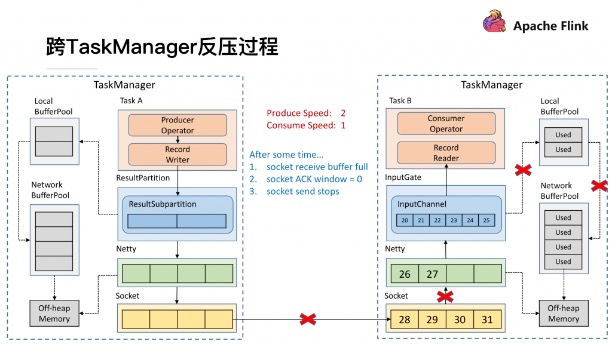 跨TaskManager反压过程
Apache Flink
TaskManager
Local
BufferPool
Task A
Producer
Operator
Record
Writer
ResultPartition
ResultSubpartition
Network
BufferPool
Netty
Off-heap
Memory
Socket
Produce Speed: 2
Consume Speed: 1
After some time…
1. socket receive buffer full
2. socket ACK window = 0
3. socket send stops
TaskManager
Task B
Consumer
Operator
Record
Reader
InputGate
InputChannel
20 21 22 23 24 25
Netty
26 27
Socket
28 29 30 31
Local
BufferPool
Used
Used
Network
BufferPool
Used
Used
Used
Used
Off-heap
Memory